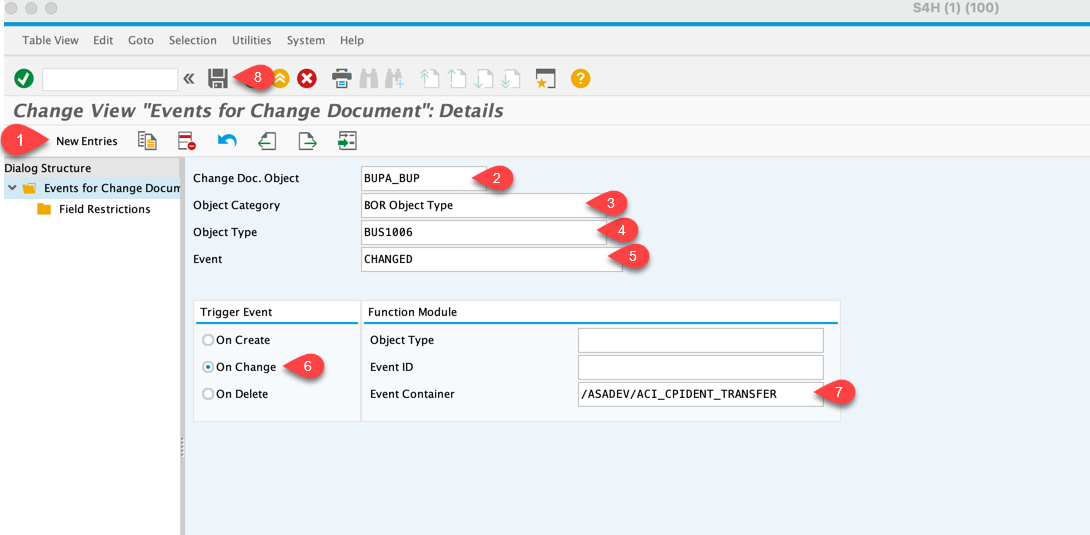 S4H (1) (100)
Table View Edit Goto Selection Utilities System Help
« 8 ?
Change View "Events for Change Document": Details
1 New Entries
Dialog Structure
Events for Change Docum
Field Restrictions
Change Doc. Object BUPA_BUP 2
Object Category BOR Object Type 3
Object Type BUS1006 4
Event CHANGED 5
Trigger Event Function Module
On Create Object Type
On Change 6 Event ID
On Delete Event Container /ASADEV/ACI_CPIDENT_TRANSFER 7